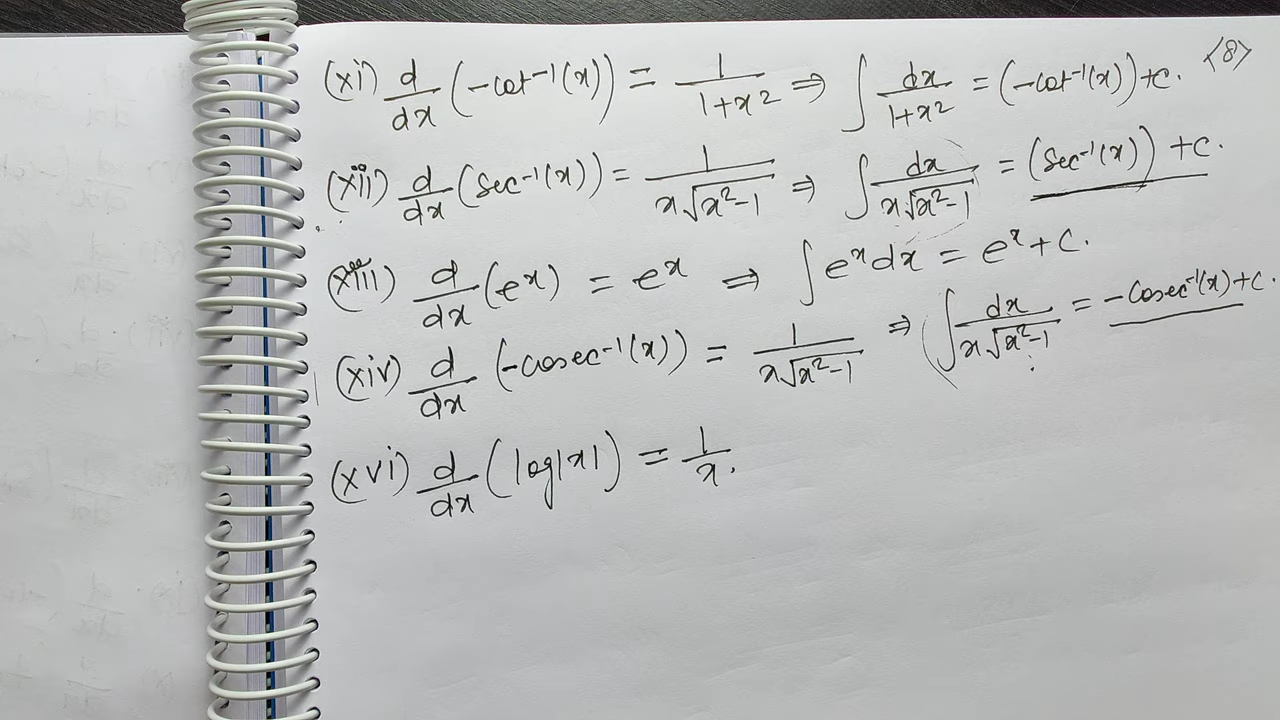 <8>
(xi) d/dx (-cot⁻¹(x)) = 1/(1+x²) ⇒ ∫ dx/(1+x²) = (-cot⁻¹(x)) + c.
(xii) d/dx (sec⁻¹(x)) = 1/(x√(x²-1)) ⇒ ∫ dx/(x√(x²-1)) = (sec⁻¹(x)) + c.
(xiii) d/dx (eˣ) = eˣ ⇒ ∫ eˣ dx = eˣ + c.
(xiv) d/dx (-cosec⁻¹(x)) = 1/(x√(x²-1)) ⇒ ∫ dx/(x√(x²-1)) = -cosec⁻¹(x) + c.
(xvi) d/dx (log|x|) = 1/x.